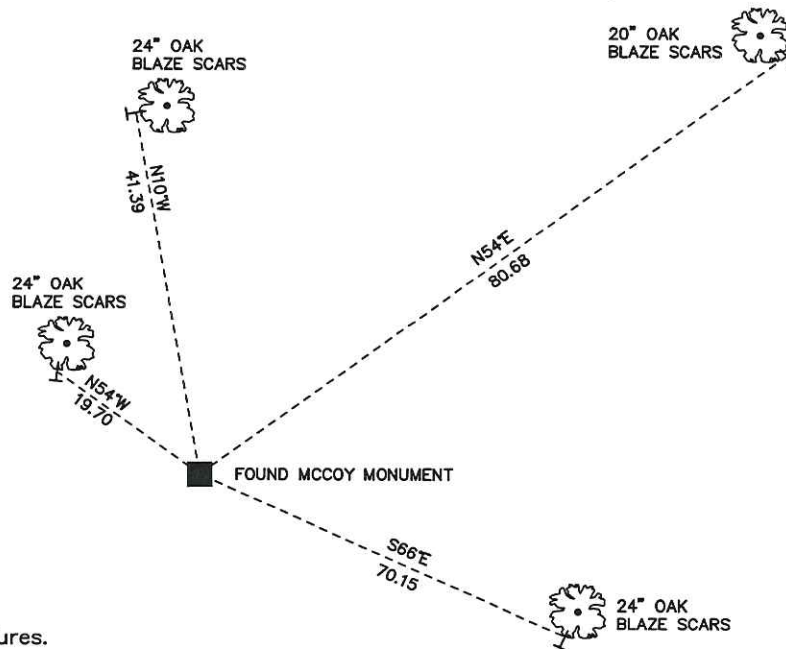 24" OAK
BLAZE SCARS
20" OAK
BLAZE SCARS
N10°W
41.39
N54°E
80.68
24" OAK
BLAZE SCARS
N54°W
19.70
FOUND MCCOY MONUMENT
S66°E
70.15
24" OAK
BLAZE SCARS